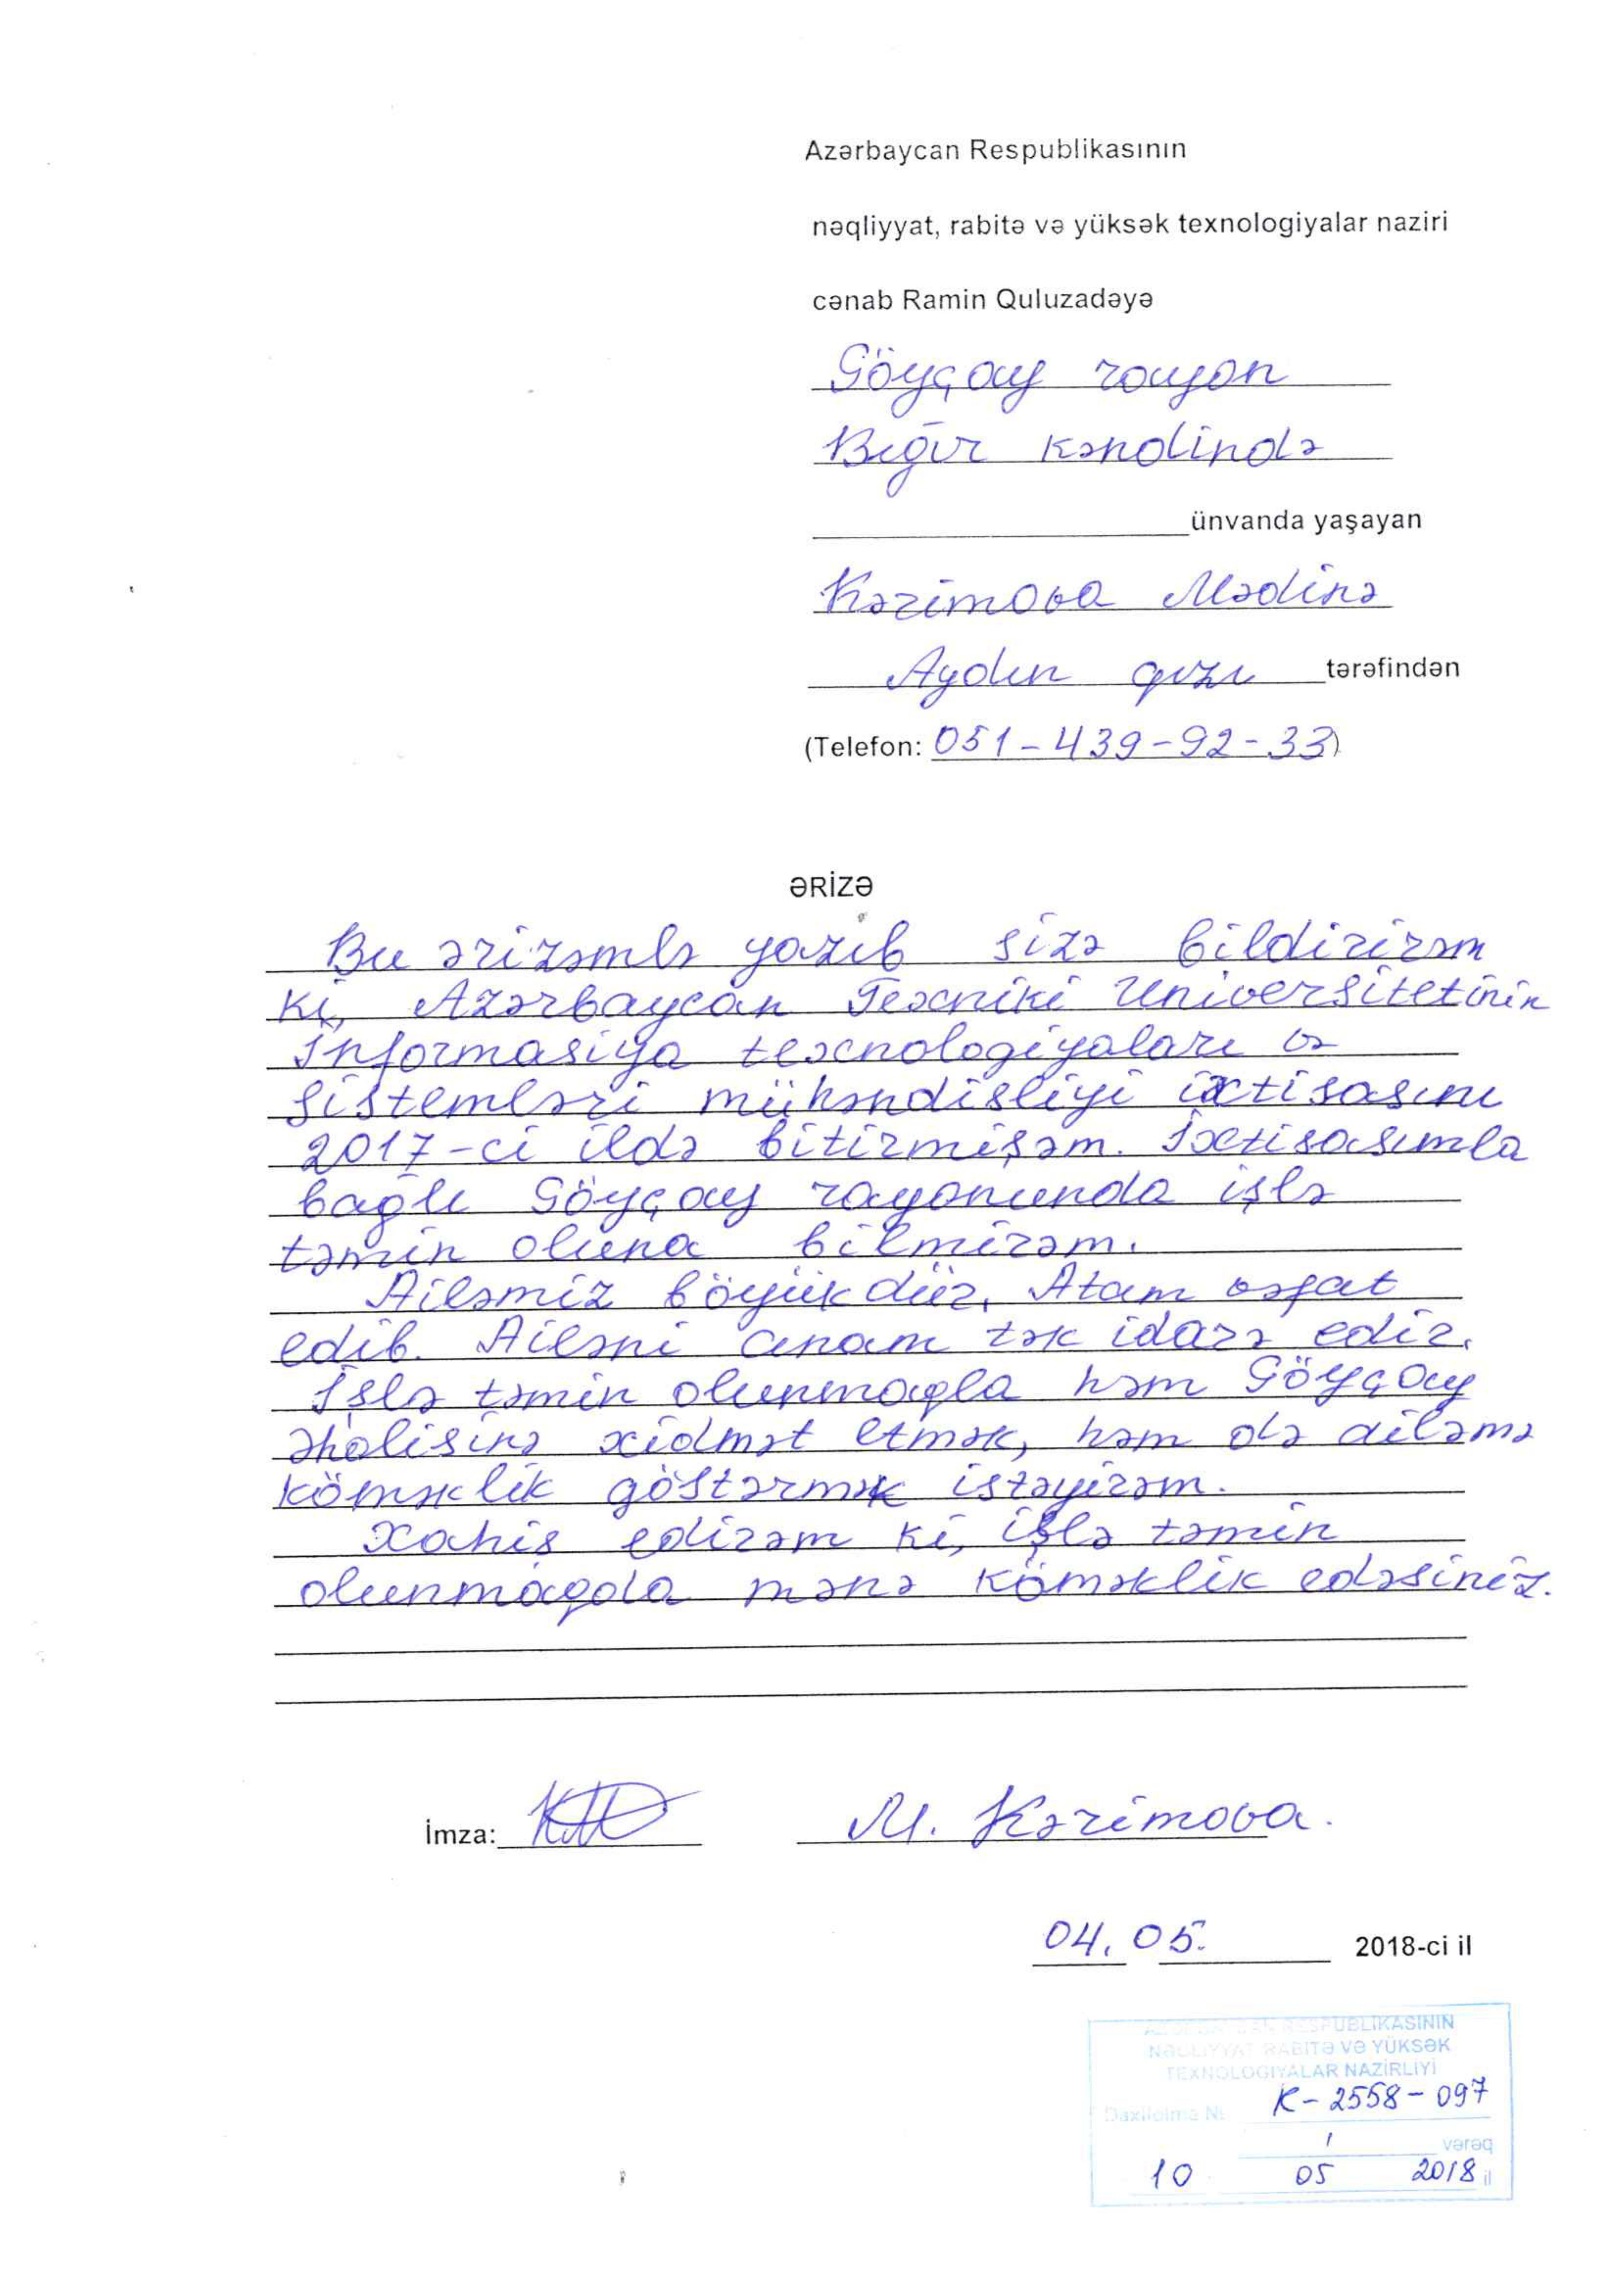 Azərbaycan Respublikasının
nəqliyyat, rabitə və yüksək texnologiyalar naziri
cənab Ramin Quluzadəyə
Göyçay rayon
Bığır kəndində
ünvanda yaşayan
Kərimova Mədinə
Aydın qızı tərəfindən
(Telefon: 051-439-92-33)
ƏRİZƏ
Bu ərizəmlə yazıb sizə bildirirəm
ki, Azərbaycan Texniki Universitetinin
İnformasiya texnologiyaları və
sistemləri mühəndisliyi ixtisasını
2017-ci ildə bitirmişəm. İxtisasımla
bağlı Göyçay rayonunda işlə
təmin oluna bilmirəm.
Ailəmiz böyükdür. Atam vəfat
edib. Ailəni anam tək idarə edir.
İşlə təmin olunmaqla həm Göyçay
əhalisinə xidmət etmək, həm də ailəmə
köməklik göstərmək istəyirəm.
Xahiş edirəm ki, işlə təmin
olunmaqda mənə köməklik edəsiniz.
İmza: M. Kərimova.
04. 05. 2018-ci il
AZƏRBAYCAN RESPUBLİKASININ
NƏQLİYYAT RABİTƏ VƏ YÜKSƏK
TEXNOLOGİYALAR NAZİRLİYİ
Daxilolma № K-2558-097
1 vərəq
10 05 2018 il